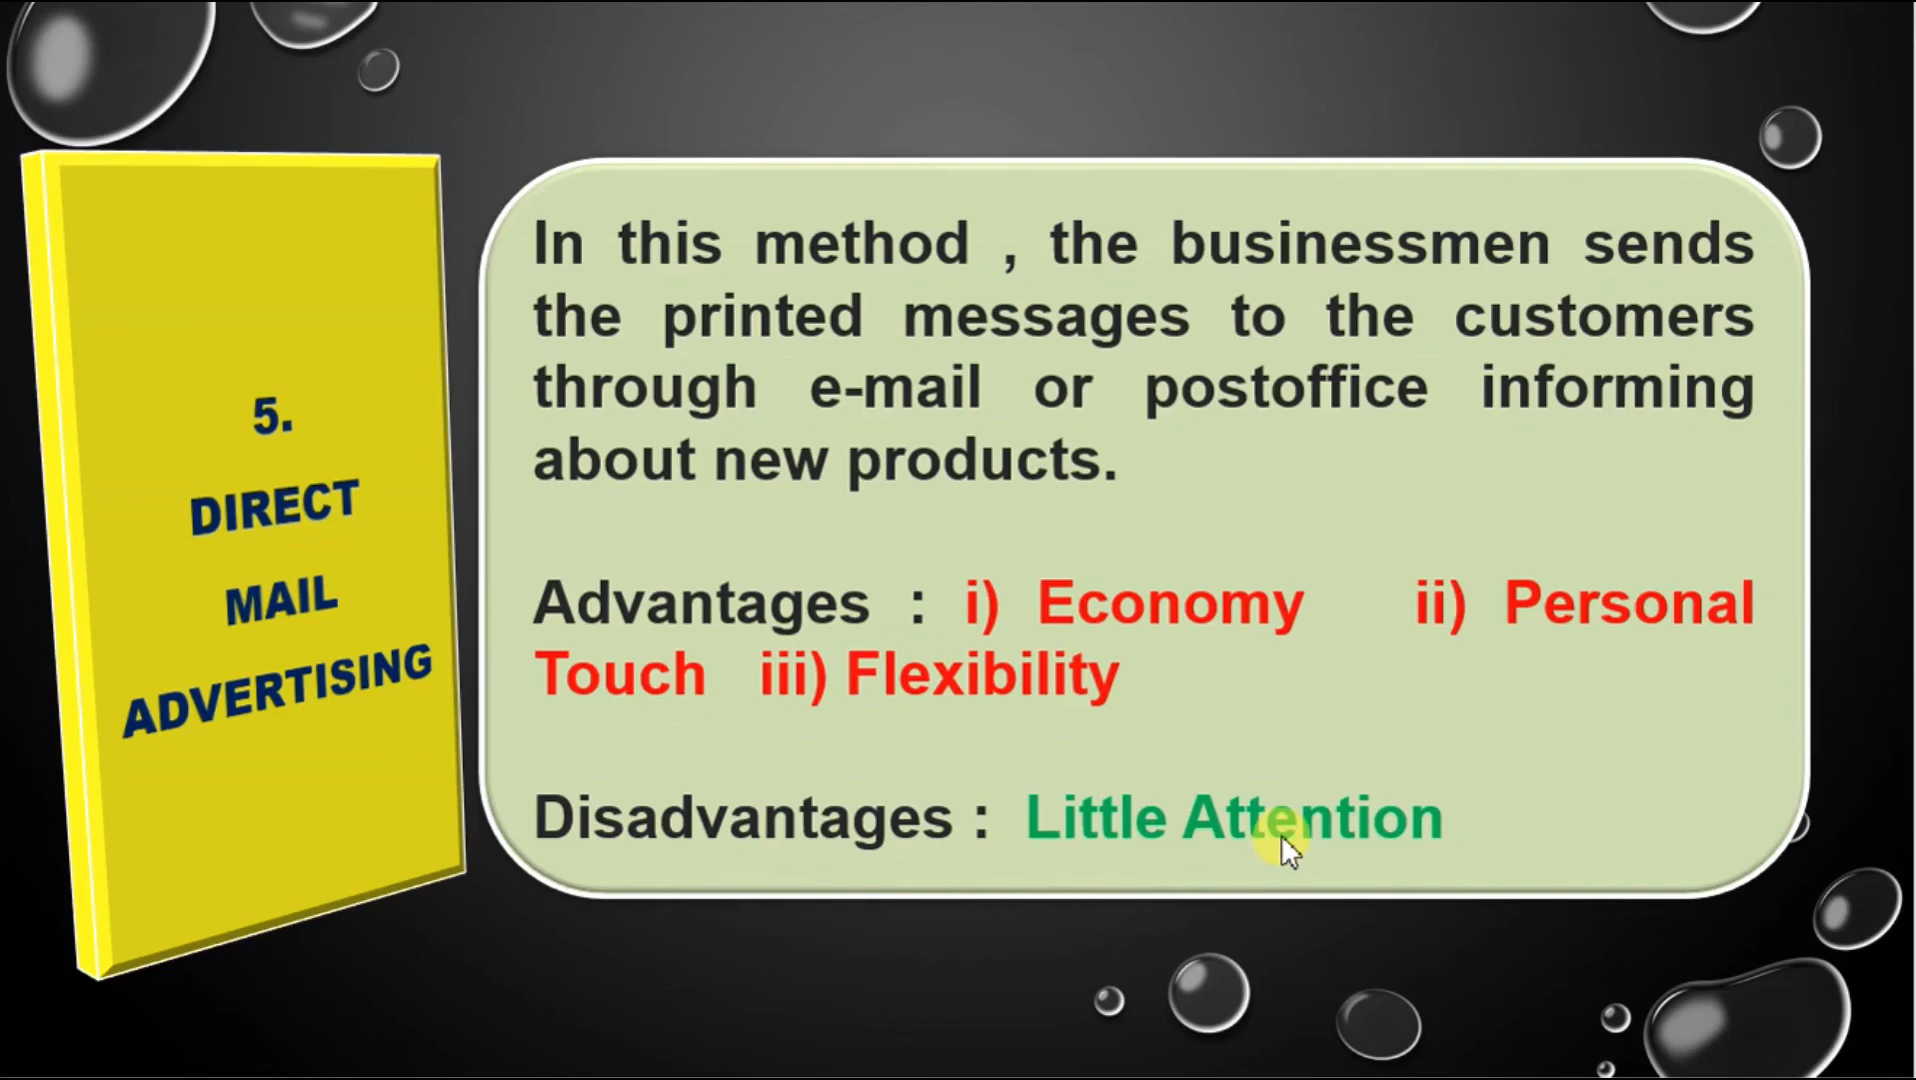 5.
DIRECT
MAIL
ADVERTISING
In this method , the businessmen sends
the printed messages to the customers
through e-mail or postoffice informing
about new products.
Advantages : i) Economy ii) Personal
Touch iii) Flexibility
Disadvantages : Little Attention